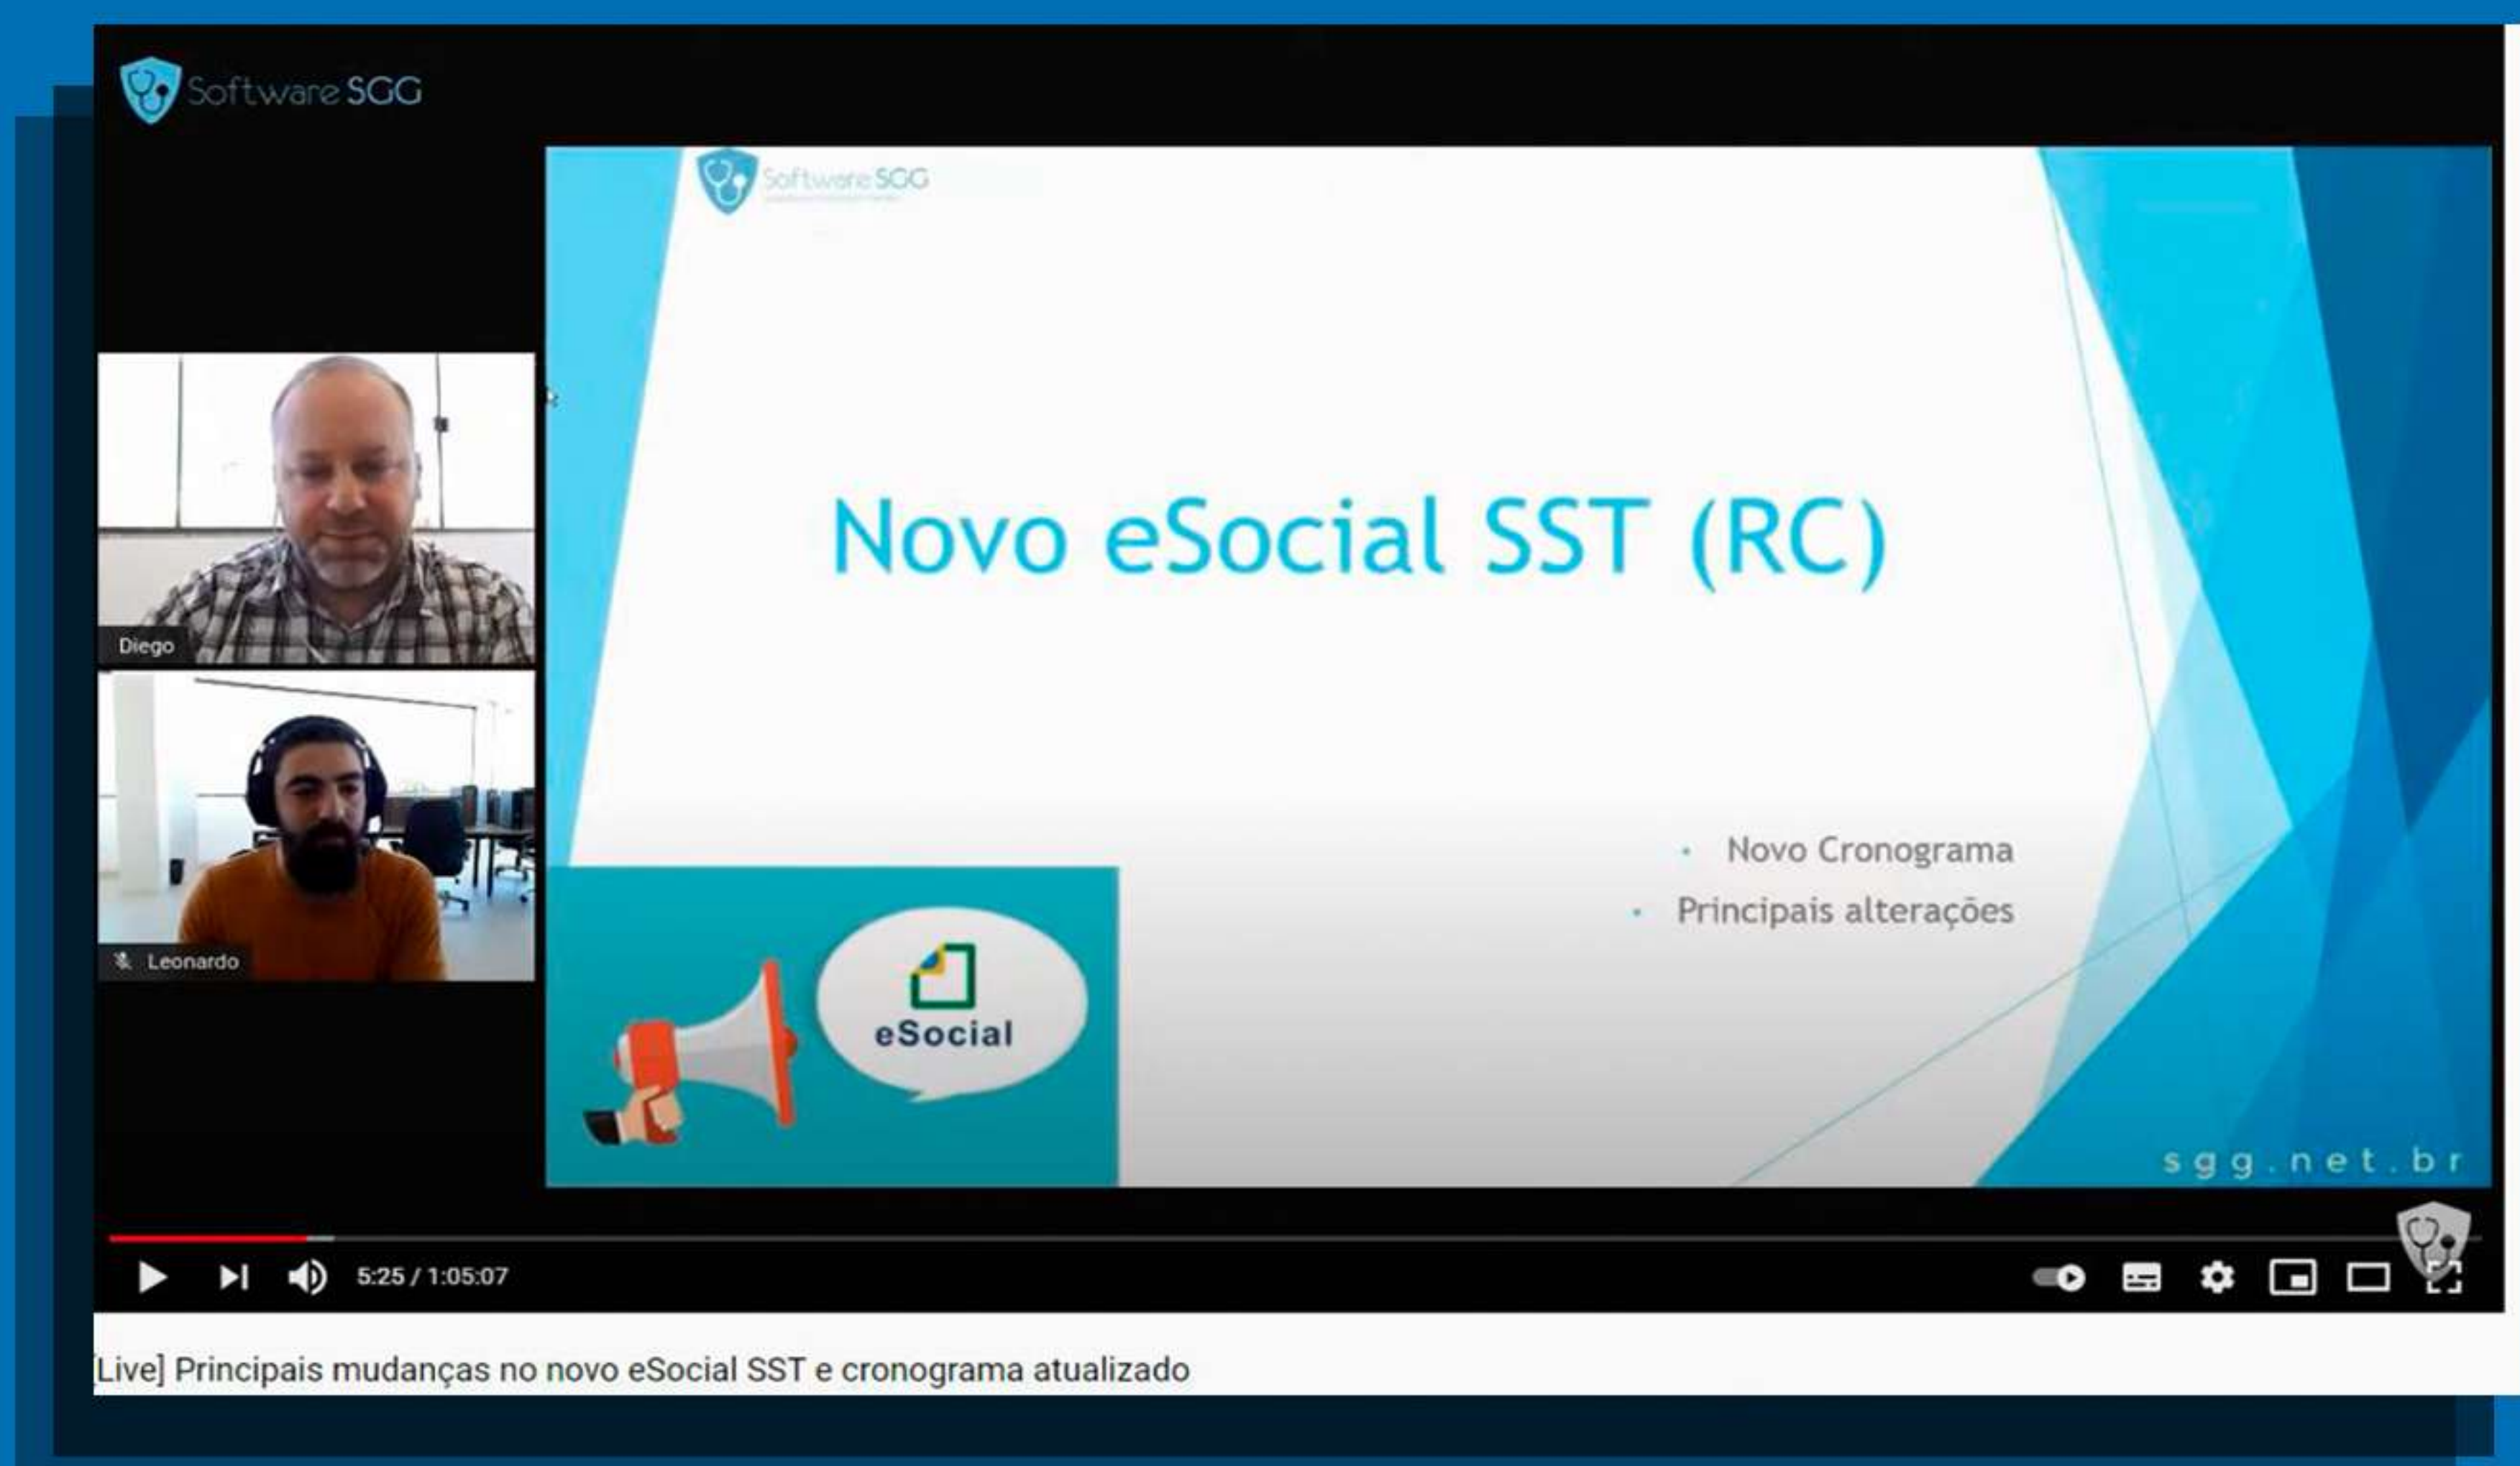 Software SGG
Software SGG
Novo eSocial SST (RC)
Diego
• Novo Cronograma
• Principais alterações
Leonardo
eSocial
sgg.net.br
5:25 / 1:05:07
[Live] Principais mudanças no novo eSocial SST e cronograma atualizado